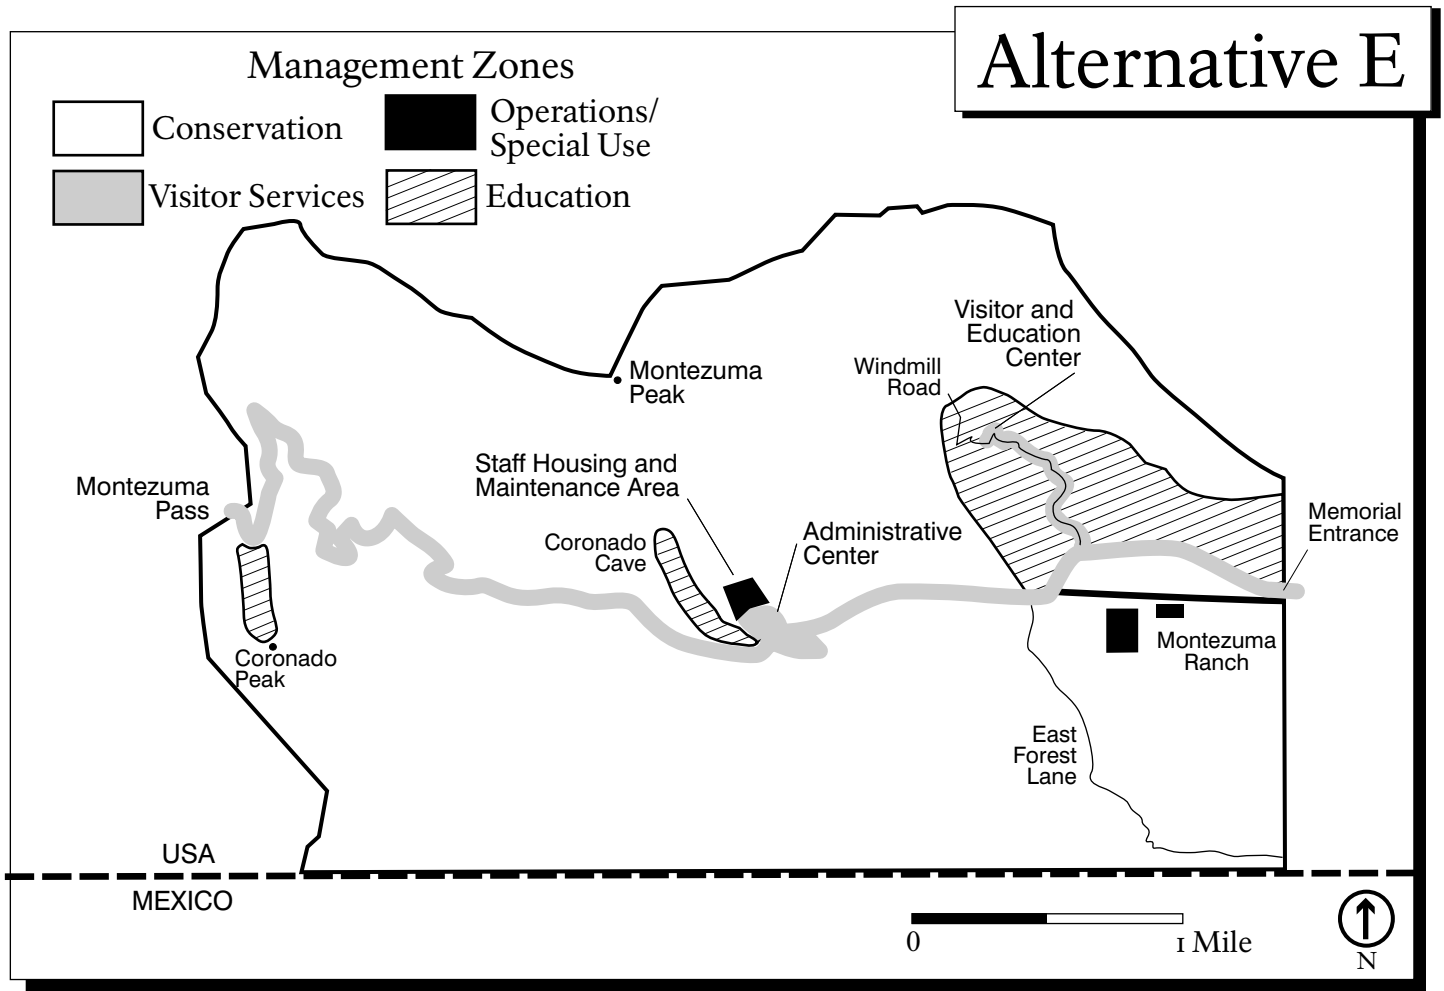 Alternative E
Management Zones
Conservation
Operations/
Special Use
Visitor Services
Education
Visitor and
Education
Center
Windmill
Road
Montezuma
Peak
Staff Housing and
Maintenance Area
Montezuma
Pass
Memorial
Entrance
Administrative
Center
Coronado
Cave
Montezuma
Ranch
Coronado
Peak
East
Forest
Lane
USA
MEXICO
0
1 Mile
N